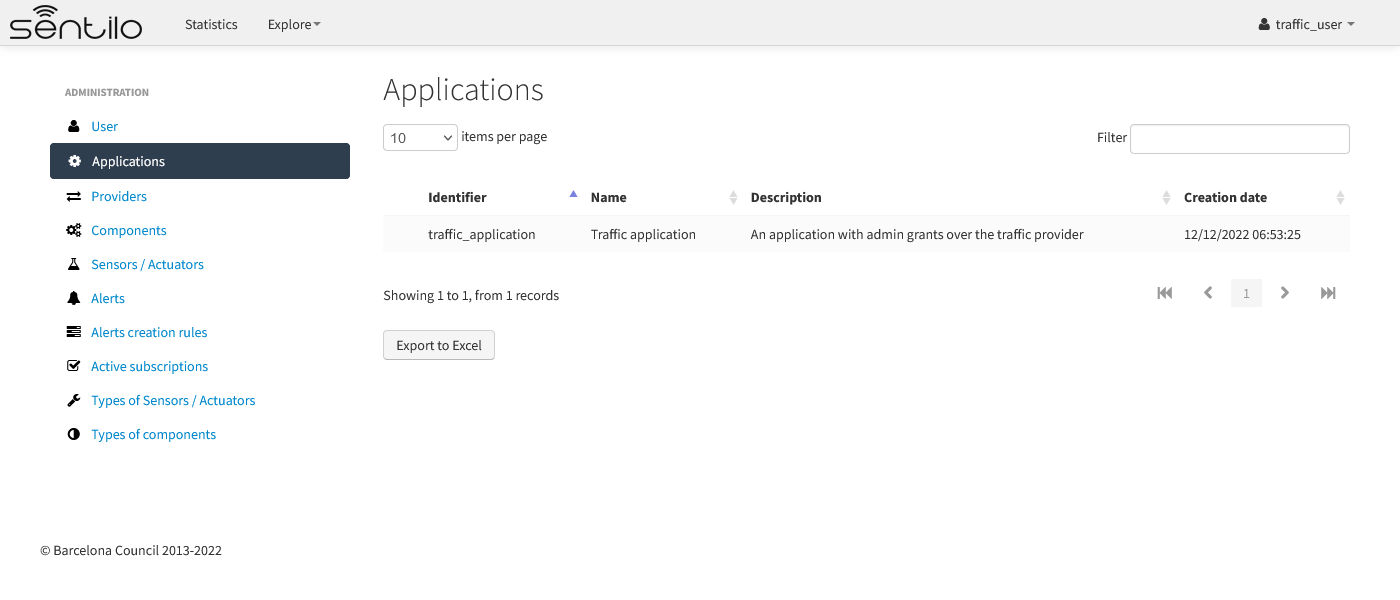 sentilo Statistics Explore traffic_user
ADMINISTRATION
User
Applications
Providers
Components
Sensors / Actuators
Alerts
Alerts creation rules
Active subscriptions
Types of Sensors / Actuators
Types of components
Applications
10 items per page Filter
Identifier Name Description Creation date
traffic_application Traffic application An application with admin grants over the traffic provider 12/12/2022 06:53:25
Showing 1 to 1, from 1 records 1
Export to Excel
© Barcelona Council 2013-2022